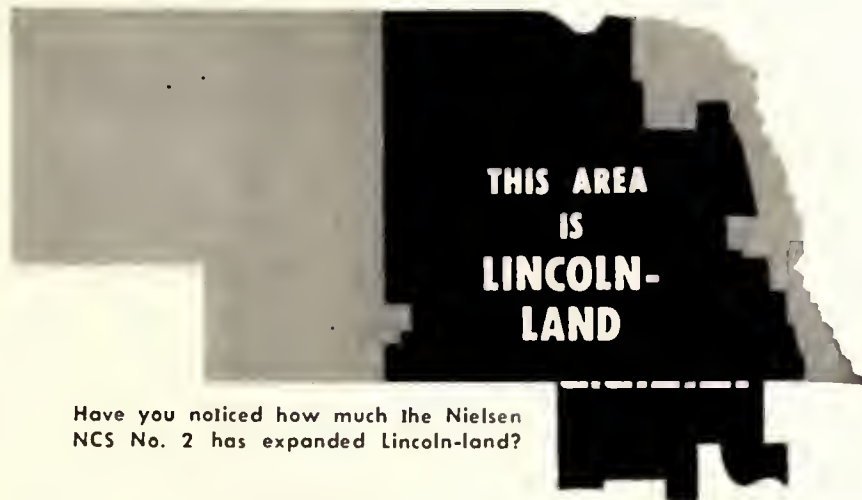 THIS AREA
IS
LINCOLN-
LAND
Have you noticed how much the Nielsen
NCS No. 2 has expanded Lincoln-land?